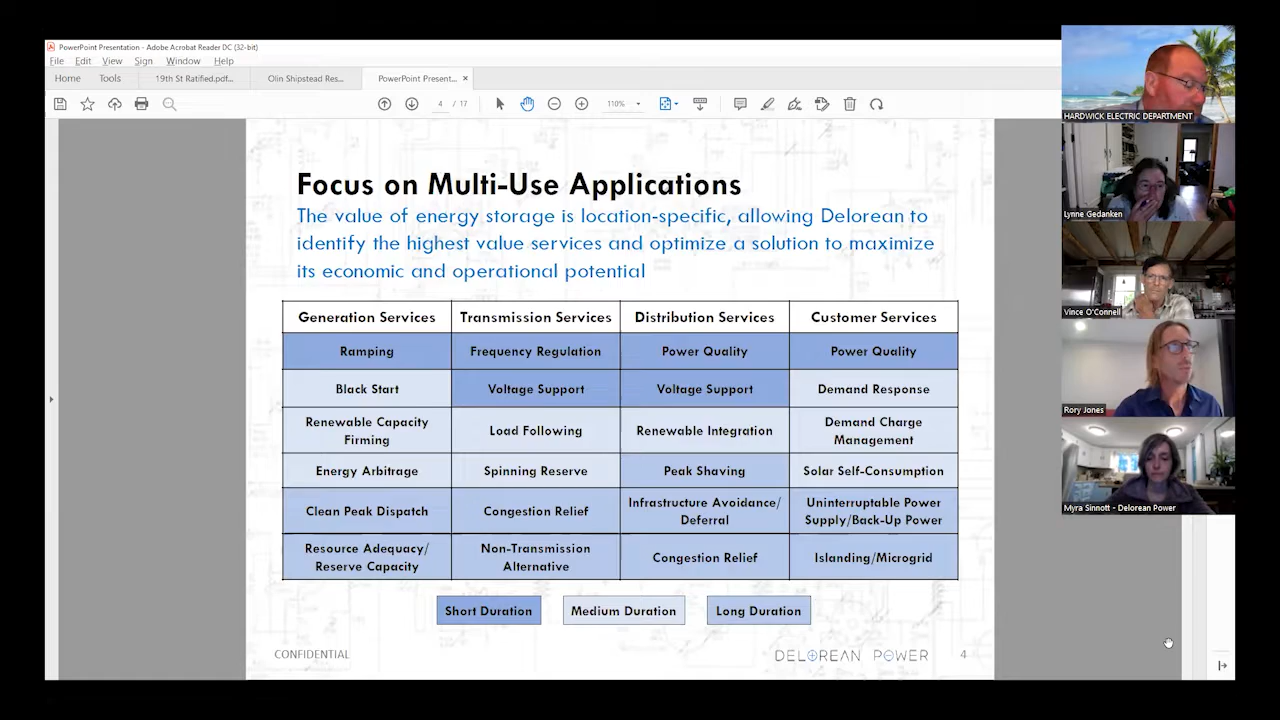 PowerPoint Presentation - Adobe Acrobat Reader DC (32-bit)
File Edit View Sign Window Help
Home Tools 19th St Ratified.pdf... Olin Shipstead Res... PowerPoint Present... ×
4 / 17 110%
Focus on Multi-Use Applications
The value of energy storage is location-specific, allowing Delorean to
identify the highest value services and optimize a solution to maximize
its economic and operational potential
Generation Services Transmission Services Distribution Services Customer Services
Ramping Frequency Regulation Power Quality Power Quality
Black Start Voltage Support Voltage Support Demand Response
Renewable Capacity
Firming
Load Following
Renewable Integration
Demand Charge
Management
Energy Arbitrage Spinning Reserve Peak Shaving Solar Self-Consumption
Clean Peak Dispatch
Congestion Relief
Infrastructure Avoidance/
Deferral
Uninterruptable Power
Supply/Back-Up Power
Resource Adequacy/
Reserve Capacity
Non-Transmission
Alternative
Congestion Relief
Islanding/Microgrid
Short Duration Medium Duration Long Duration
CONFIDENTIAL DELOREAN POWER 4
HARDWICK ELECTRIC DEPARTMENT
Lynne Gedanken
Vince O'Connell
Rory Jones
Myra Sinnott - Delorean Power